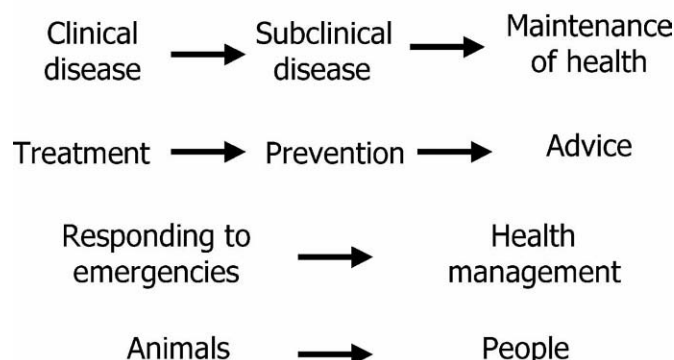 Clinical disease → Subclinical disease → Maintenance of health
Treatment → Prevention → Advice
Responding to emergencies → Health management
Animals → People